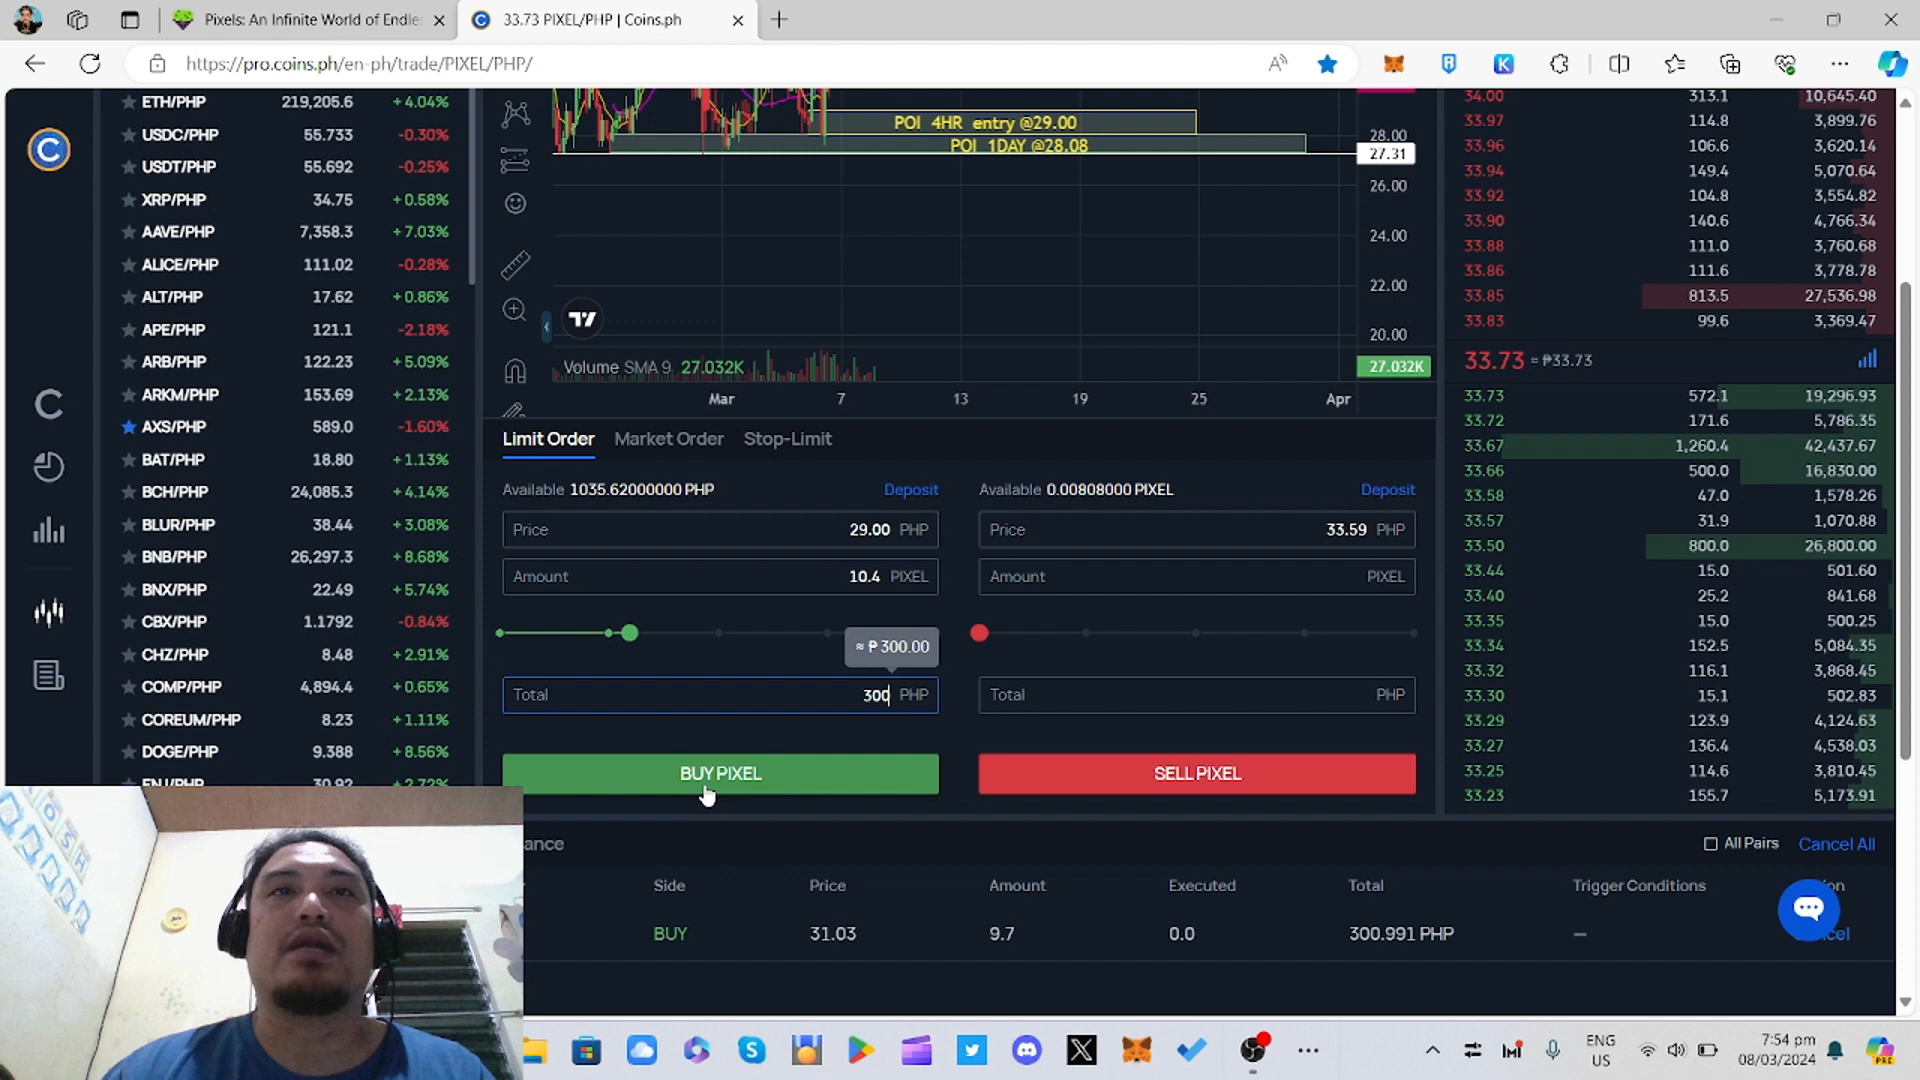 Pixels: An Infinite World of Endle
33.73 PIXEL/PHP | Coins.ph
https://pro.coins.ph/en-ph/trade/PIXEL/PHP/
ETH/PHP 219,205.6 +4.04%
USDC/PHP 55.733 -0.30%
USDT/PHP 55.692 -0.25%
XRP/PHP 34.75 +0.58%
AAVE/PHP 7,358.3 +7.03%
ALICE/PHP 111.02 -0.28%
ALT/PHP 17.62 +0.86%
APE/PHP 121.1 -2.18%
ARB/PHP 122.23 +5.09%
ARKM/PHP 153.69 +2.13%
AXS/PHP 589.0 -1.60%
BAT/PHP 18.80 +1.13%
BCH/PHP 24,085.3 +4.14%
BLUR/PHP 38.44 +3.08%
BNB/PHP 26,297.3 +8.68%
BNX/PHP 22.49 +5.74%
CBX/PHP 1.1792 -0.84%
CHZ/PHP 8.48 +2.91%
COMP/PHP 4,894.4 +0.65%
COREUM/PHP 8.23 +1.11%
DOGE/PHP 9.388 +8.56%
ENJ/PHP 30.92 +2.72%
POI 4HR entry @29.00
POI 1DAY @28.08
28.00
27.31
26.00
24.00
22.00
20.00
Volume SMA 9 27.032K
27.032K
Mar 7 13 19 25 Apr
Limit Order Market Order Stop-Limit
Available 1035.62000000 PHP Deposit
Price 29.00 PHP
Amount 10.4 PIXEL
≈ ₱ 300.00
Total 300 PHP
BUY PIXEL
Available 0.00808000 PIXEL Deposit
Price 33.59 PHP
Amount PIXEL
Total PHP
SELL PIXEL
34.00 313.1 10,645.40
33.97 114.8 3,899.76
33.96 106.6 3,620.14
33.94 149.4 5,070.64
33.92 104.8 3,554.82
33.90 140.6 4,766.34
33.88 111.0 3,760.68
33.86 111.6 3,778.78
33.85 813.5 27,536.98
33.83 99.6 3,369.47
33.73 ≈ ₱33.73
33.73 572.1 19,296.93
33.72 171.6 5,786.35
33.67 1,260.4 42,437.67
33.66 500.0 16,830.00
33.58 47.0 1,578.26
33.57 31.9 1,070.88
33.50 800.0 26,800.00
33.44 15.0 501.60
33.40 25.2 841.68
33.35 15.0 500.25
33.34 152.5 5,084.35
33.32 116.1 3,868.45
33.30 15.1 502.83
33.29 123.9 4,124.63
33.27 136.4 4,538.03
33.25 114.6 3,810.45
33.23 155.7 5,173.91
ance All Pairs Cancel All
Side Price Amount Executed Total Trigger Conditions on
BUY 31.03 9.7 0.0 300.991 PHP — cel
ENG
US
7:54 pm
08/03/2024